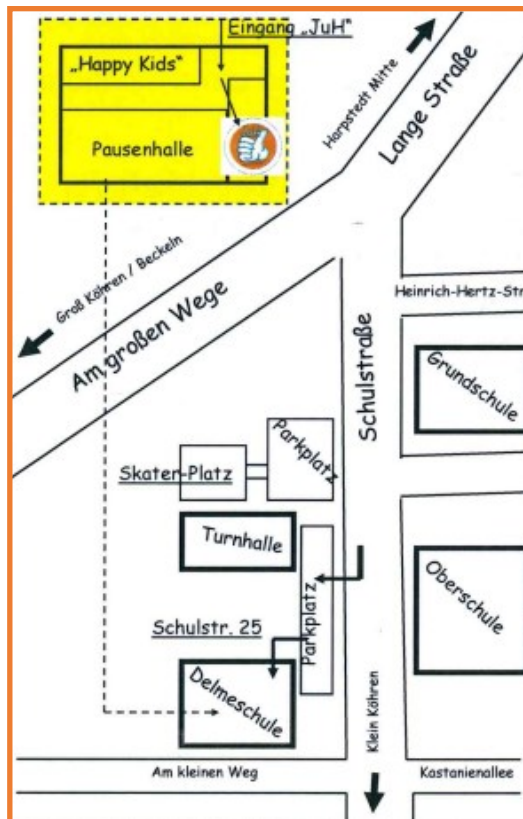 Eingang „JuH"
„Happy Kids"
Pausenhalle
Harpstedt Mitte
Lange Straße
Groß Köhren / Beckeln
Am großen Wege
Heinrich-Hertz-Str
Schulstraße
Grundschule
Parkplatz
Skater-Platz
Turnhalle
Oberschule
Parkplatz
Schulstr. 25
Delmeschule
Klein Köhren
Am kleinen Weg
Kastanienallee